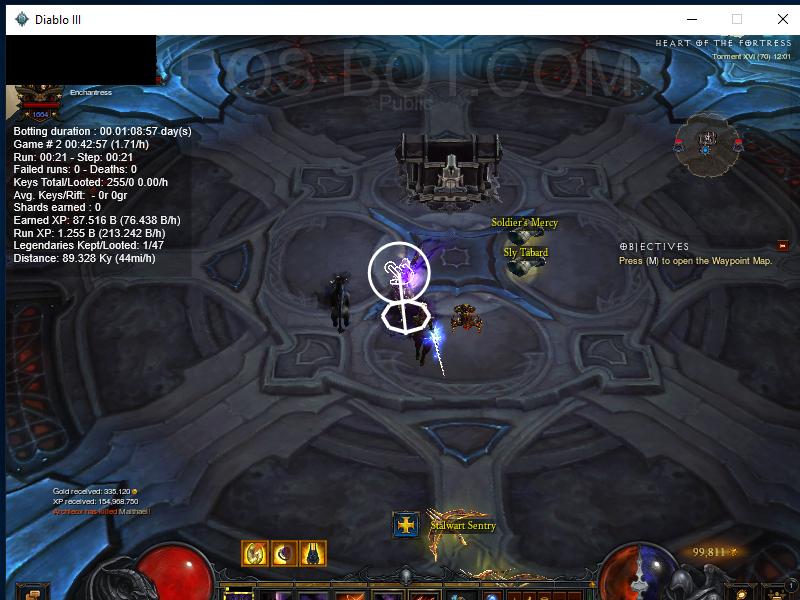 Diablo III
ROS-BOT.COM
Public
HEART OF THE FORTRESS
Torment XVI (70) 12:01
Enchantress
1664
Botting duration : 00.01:08:57 day(s)
Game # 2 00:42:57 (1.71/h)
Run: 00:21 - Step: 00:21
Failed runs: 0 - Deaths: 0
Keys Total/Looted: 255/0 0.00/h
Avg. Keys/Rift: - 0r 0gr
Shards earned : 0
Earned XP: 87.516 B (76.438 B/h)
Run XP: 1.255 B (213.242 B/h)
Legendaries Kept/Looted: 1/47
Distance: 89.328 Ky (44mi/h)
Soldier's Mercy
Sly Tabard
OBJECTIVES
Press (M) to open the Waypoint Map.
Gold received: 335,120
XP received: 154,968,750
has killed Malthael!
Stalwart Sentry
99,811
1